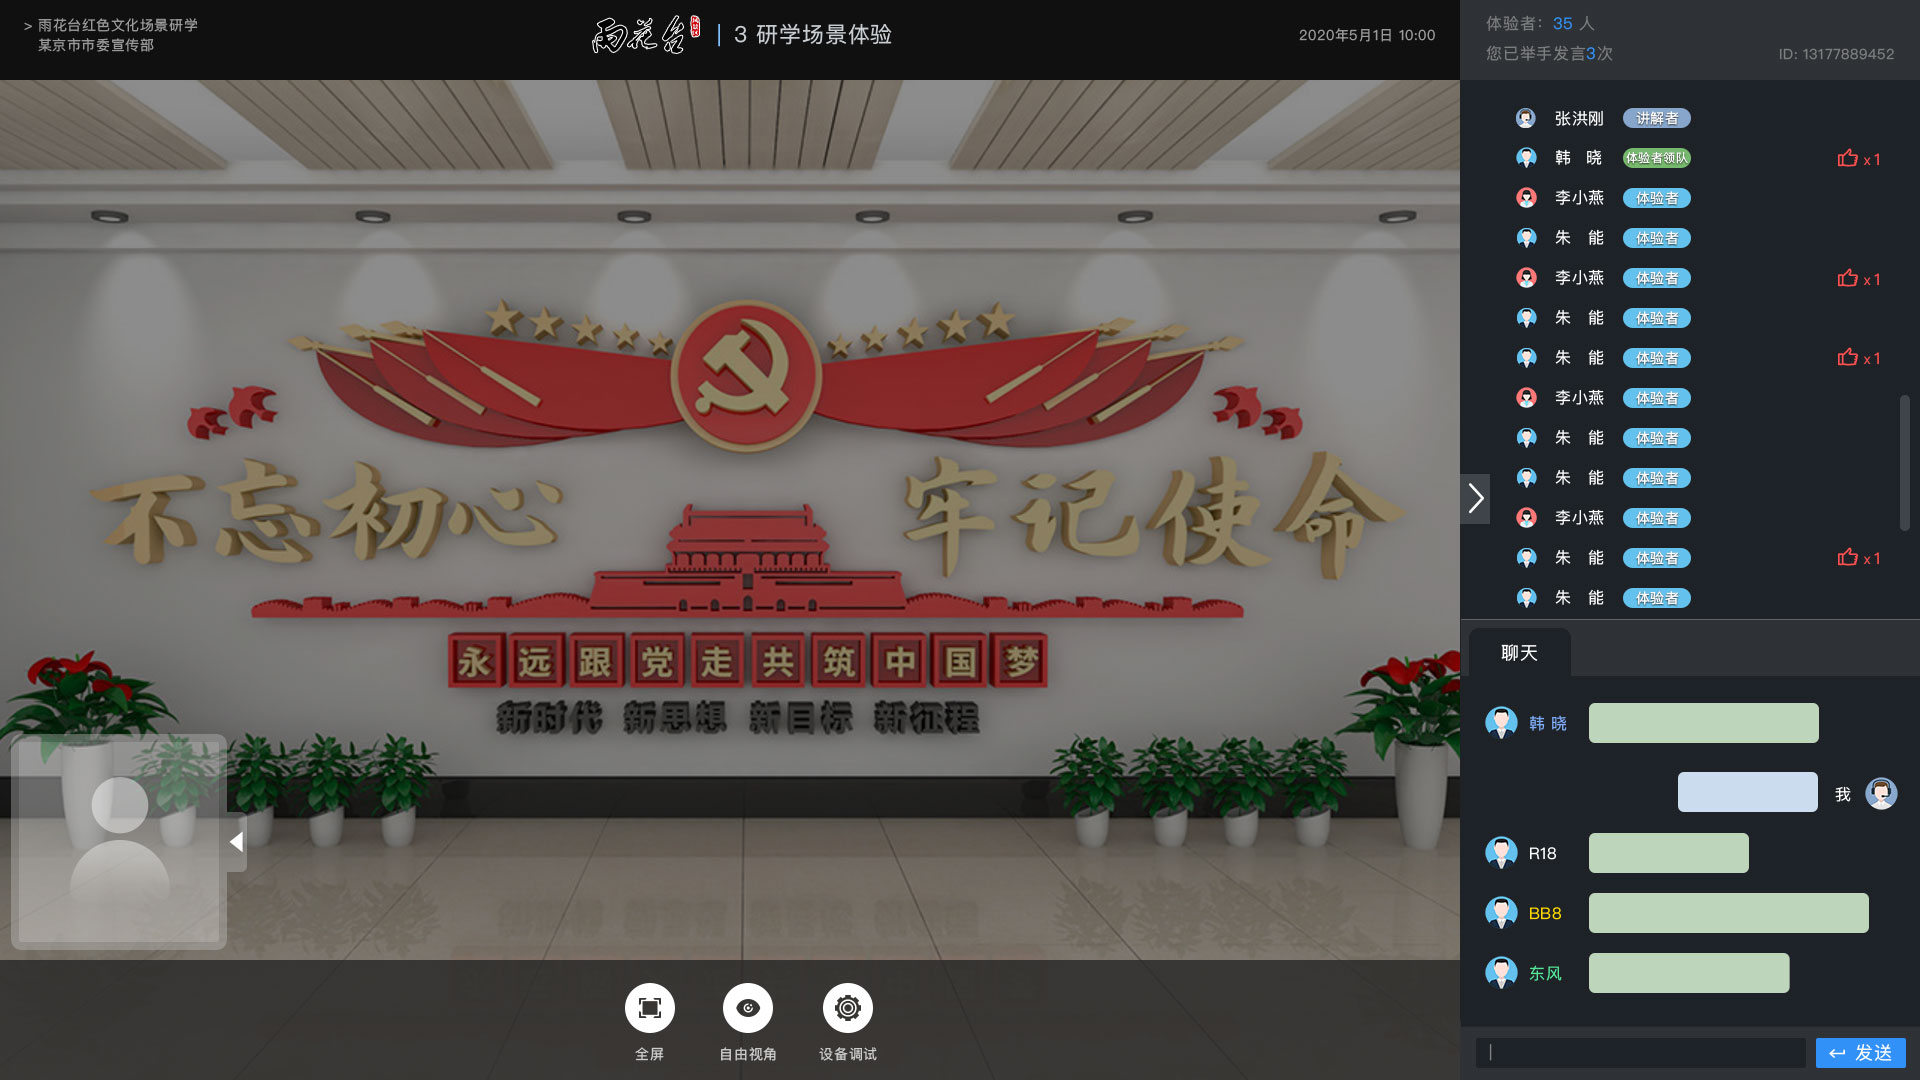 > 雨花台红色文化场景研学
某京市市委宣传部
雨花台
3 研学场景体验
2020年5月1日 10:00
体验者：35 人
您已举手发言3次
ID: 13177889452
张洪刚 讲解者
韩 晓 体验者领队 x1
李小燕 体验者
朱 能 体验者
李小燕 体验者 x1
朱 能 体验者
朱 能 体验者 x1
李小燕 体验者
朱 能 体验者
朱 能 体验者
李小燕 体验者
朱 能 体验者 x1
朱 能 体验者
不忘初心 牢记使命
永远跟党走共筑中国梦
新时代 新思想 新目标 新征程
聊天
韩 晓
我
R18
BB8
东风
全屏
自由视角
设备调试
发送